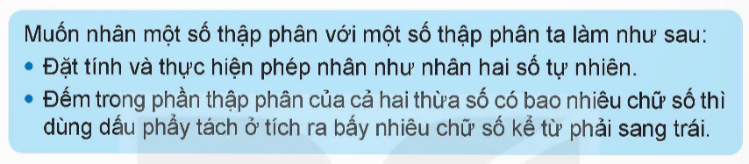 Muốn nhân một số thập phân với một số thập phân ta làm như sau:
• Đặt tính và thực hiện phép nhân như nhân hai số tự nhiên.
• Đếm trong phần thập phân của cả hai thừa số có bao nhiêu chữ số thì
dùng dấu phẩy tách ở tích ra bấy nhiêu chữ số kể từ phải sang trái.